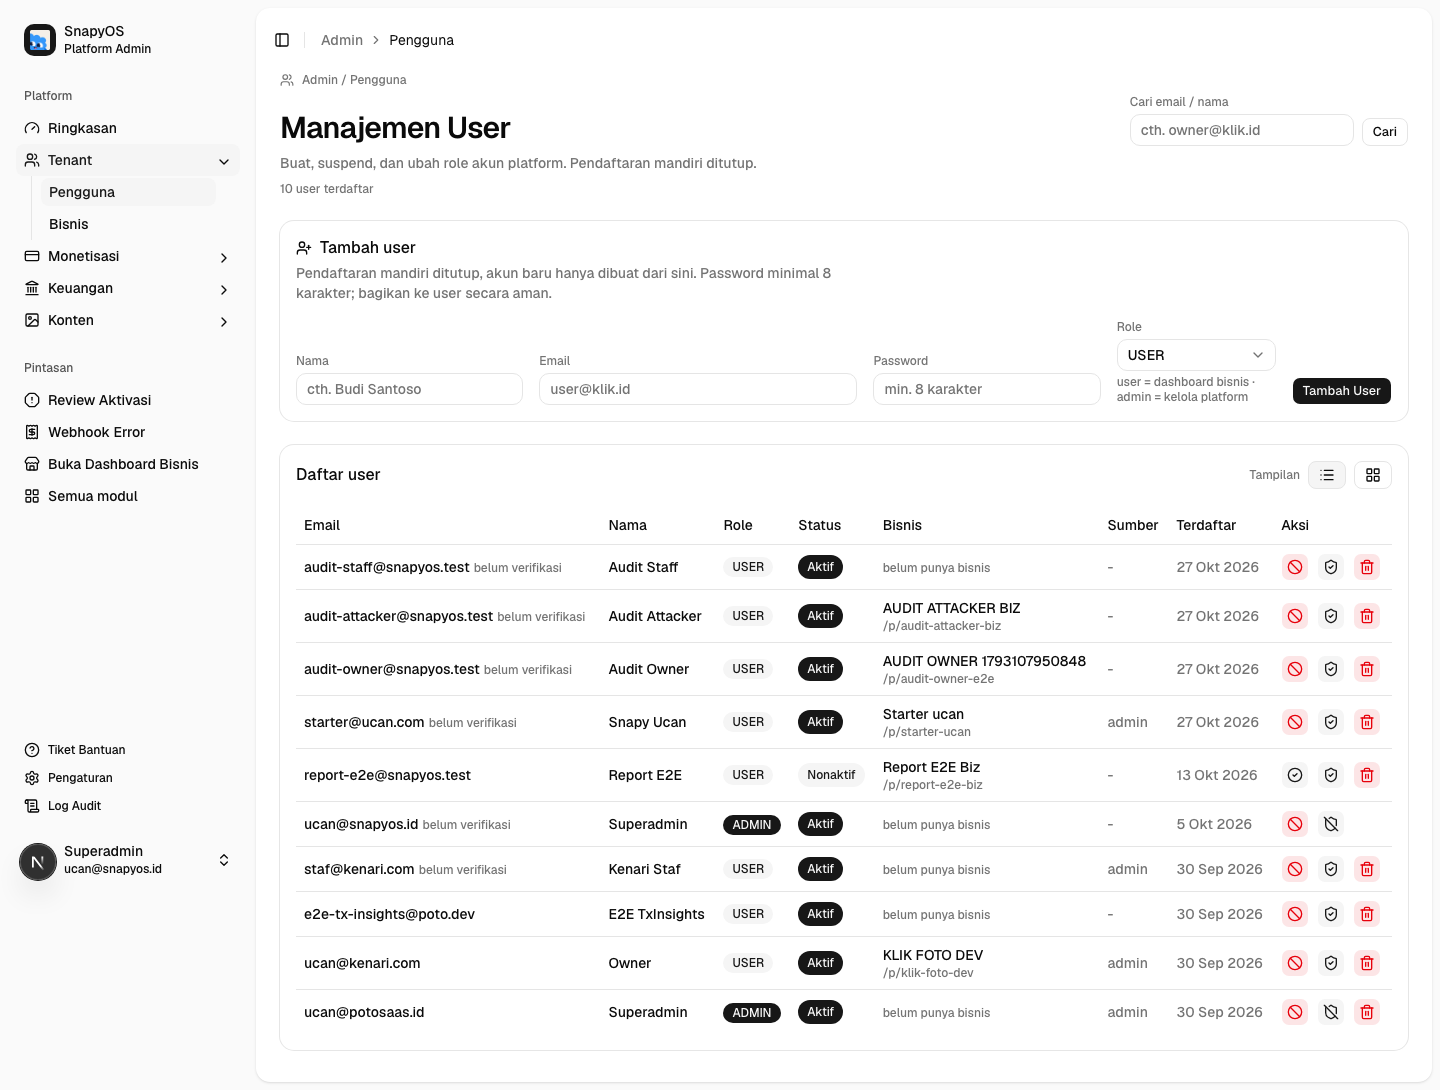 SnapyOS
Platform Admin
Platform
Ringkasan
Tenant
Pengguna
Bisnis
Monetisasi
Keuangan
Konten
Pintasan
Review Aktivasi
Webhook Error
Buka Dashboard Bisnis
Semua modul
Tiket Bantuan
Pengaturan
Log Audit
N
Superadmin
ucan@snapyos.id
Admin > Pengguna
Admin / Pengguna
Manajemen User
Buat, suspend, dan ubah role akun platform. Pendaftaran mandiri ditutup.
10 user terdaftar
Cari email / nama
cth. owner@klik.id
Cari
Tambah user
Pendaftaran mandiri ditutup, akun baru hanya dibuat dari sini. Password minimal 8
karakter; bagikan ke user secara aman.
Nama
cth. Budi Santoso
Email
user@klik.id
Password
min. 8 karakter
Role
USER
user = dashboard bisnis ·
admin = kelola platform
Tambah User
Daftar user
Tampilan
Email Nama Role Status Bisnis Sumber Terdaftar Aksi
audit-staff@snapyos.test belum verifikasi Audit Staff USER Aktif belum punya bisnis - 27 Okt 2026
audit-attacker@snapyos.test belum verifikasi Audit Attacker USER Aktif AUDIT ATTACKER BIZ - 27 Okt 2026
/p/audit-attacker-biz
audit-owner@snapyos.test belum verifikasi Audit Owner USER Aktif AUDIT OWNER 1793107950848 - 27 Okt 2026
/p/audit-owner-e2e
starter@ucan.com belum verifikasi Snapy Ucan USER Aktif Starter ucan admin 27 Okt 2026
/p/starter-ucan
report-e2e@snapyos.test Report E2E USER Nonaktif Report E2E Biz - 13 Okt 2026
/p/report-e2e-biz
ucan@snapyos.id belum verifikasi Superadmin ADMIN Aktif belum punya bisnis - 5 Okt 2026
staf@kenari.com belum verifikasi Kenari Staf USER Aktif belum punya bisnis admin 30 Sep 2026
e2e-tx-insights@poto.dev E2E TxInsights USER Aktif belum punya bisnis - 30 Sep 2026
ucan@kenari.com Owner USER Aktif KLIK FOTO DEV admin 30 Sep 2026
/p/klik-foto-dev
ucan@potosaas.id Superadmin ADMIN Aktif belum punya bisnis admin 30 Sep 2026